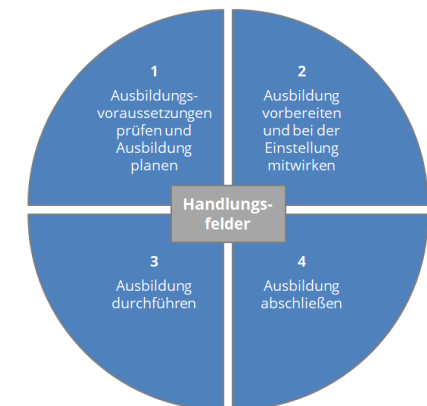 1
Ausbildungs-
voraussetzungen
prüfen und
Ausbildung
planen
2
Ausbildung
vorbereiten
und bei der
Einstellung
mitwirken
Handlungs-
felder
3
Ausbildung
durchführen
4
Ausbildung
abschließen